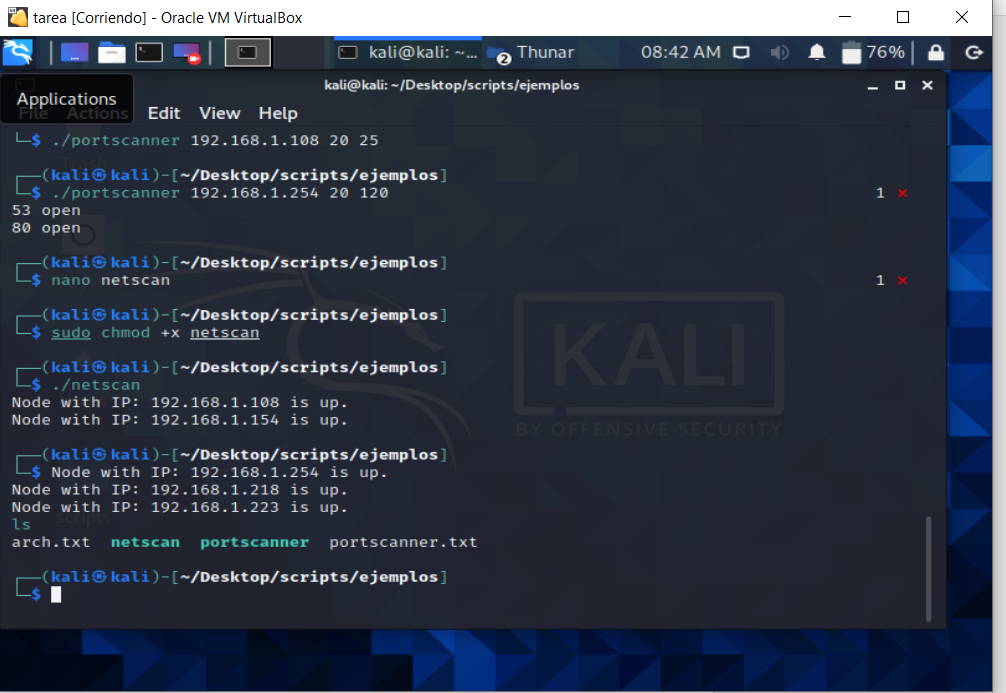 tarea [Corriendo] - Oracle VM VirtualBox
kali@kali: ~... 2 Thunar 08:42 AM 76%
kali@kali: ~/Desktop/scripts/ejemplos
Applications
File Actions Edit View Help
└─$ ./portscanner 192.168.1.108 20 25
┌──(kali㉿kali)-[~/Desktop/scripts/ejemplos]
└─$ ./portscanner 192.168.1.254 20 120 1 ⨯
53 open
80 open
┌──(kali㉿kali)-[~/Desktop/scripts/ejemplos]
└─$ nano netscan 1 ⨯
┌──(kali㉿kali)-[~/Desktop/scripts/ejemplos]
└─$ sudo chmod +x netscan
┌──(kali㉿kali)-[~/Desktop/scripts/ejemplos]
└─$ ./netscan
Node with IP: 192.168.1.108 is up.
Node with IP: 192.168.1.154 is up.
┌──(kali㉿kali)-[~/Desktop/scripts/ejemplos]
└─$ Node with IP: 192.168.1.254 is up.
Node with IP: 192.168.1.218 is up.
Node with IP: 192.168.1.223 is up.
scripts
ls
arch.txt netscan portscanner portscanner.txt
┌──(kali㉿kali)-[~/Desktop/scripts/ejemplos]
└─$
KALI
BY OFFENSIVE SECURITY